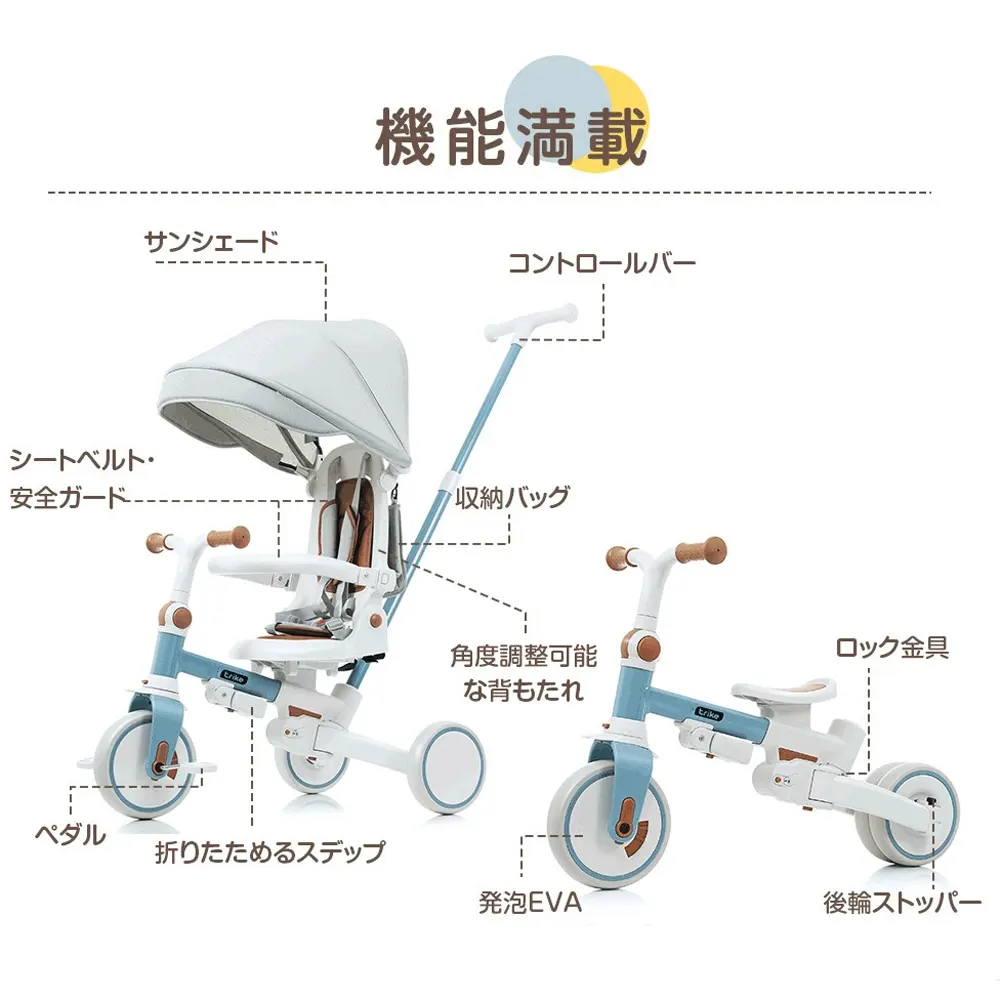 機能満載
サンシェード
コントロールバー
シートベルト・
安全ガード
収納バッグ
角度調整可能
な背もたれ
ロック金具
trike
trike
ペダル
折りたためるスデップ
発泡EVA
後輪ストッパー